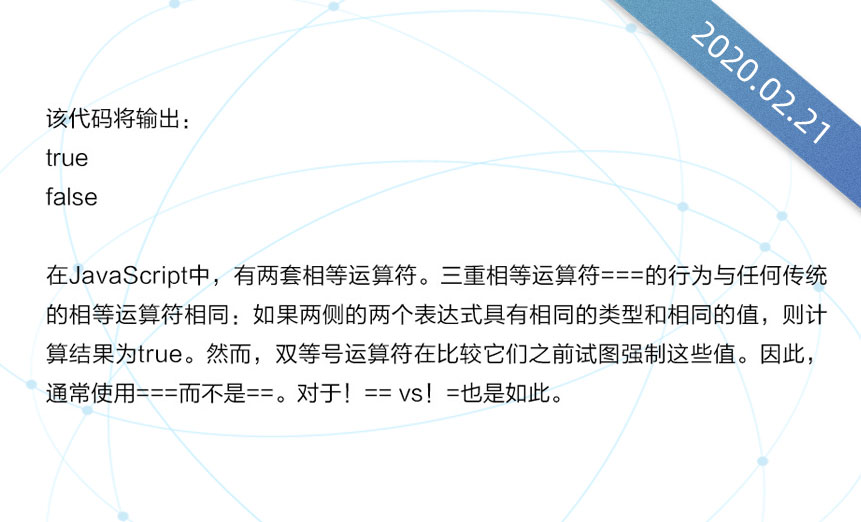 2020.02.21
该代码将输出：
true
false
在JavaScript中，有两套相等运算符。三重相等运算符===的行为与任何传统
的相等运算符相同：如果两侧的两个表达式具有相同的类型和相同的值，则计
算结果为true。然而，双等号运算符在比较它们之前试图强制这些值。因此，
通常使用===而不是==。对于！== vs！=也是如此。